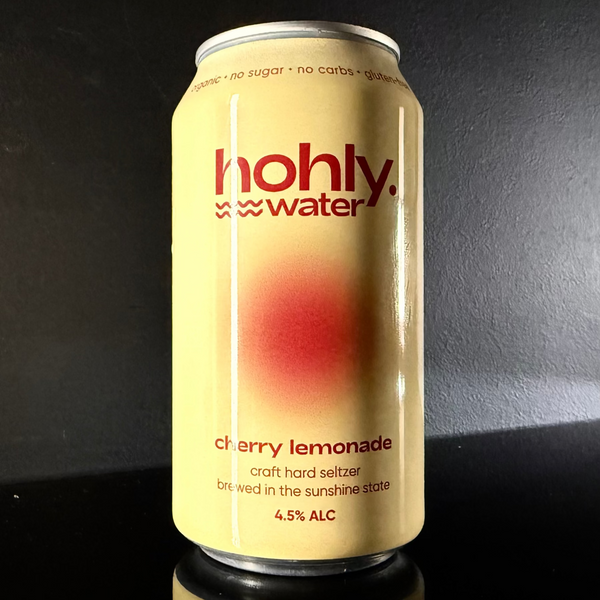 organic • no sugar • no carbs • gluten-free
hohly.
water
cherry lemonade
craft hard seltzer
brewed in the sunshine state
4.5% ALC